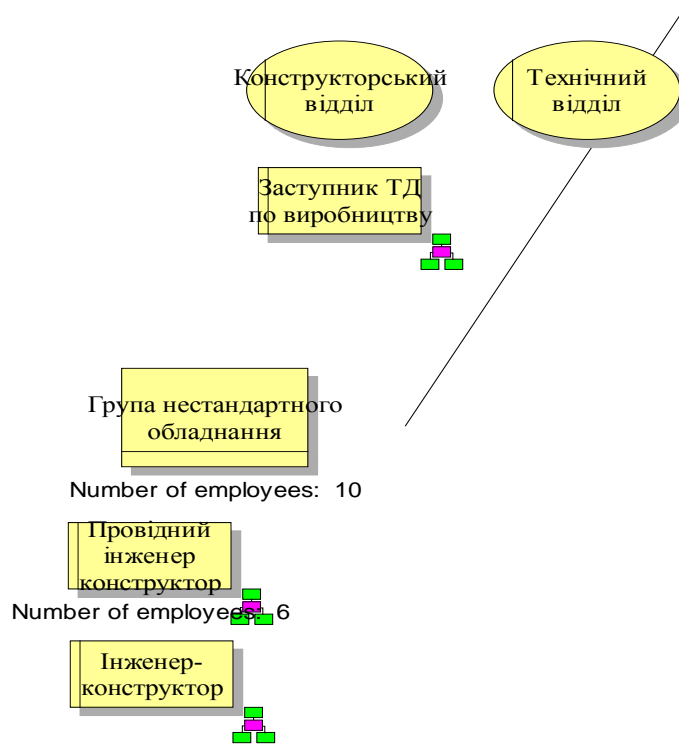 Конструкторський
відділ
Технічний
відділ
Заступник ТД
по виробництву
Група нестандартного
обладнання
Number of employees: 10
Провідний
інженер
конструктор
Number of employees: 6
Інженер-
конструктор